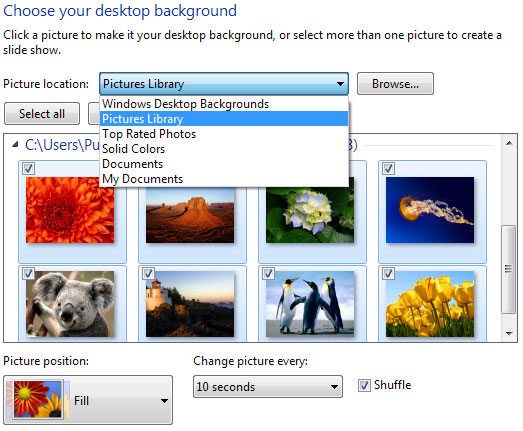 Choose your desktop background
Click a picture to make it your desktop background, or select more than one picture to create a
slide show.
Picture location: Pictures Library Browse...
Windows Desktop Backgrounds
Select all Pictures Library
Top Rated Photos
C:\Users\Pu 3)
Solid Colors
Documents
My Documents
Picture position: Change picture every:
Fill 10 seconds Shuffle